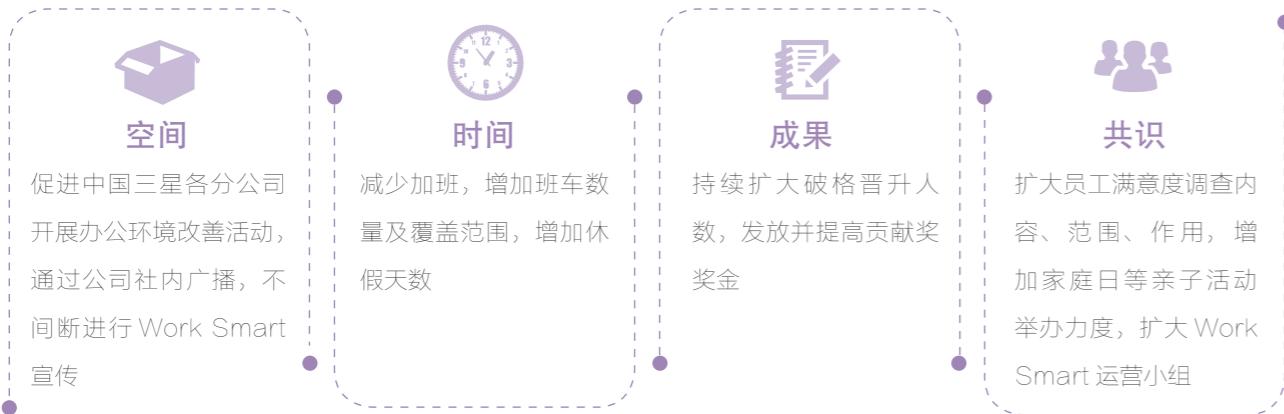 空间
促进中国三星各分公司
开展办公环境改善活动，
通过公司社内广播，不
间断进行 Work Smart
宣传
时间
减少加班，增加班车数
量及覆盖范围，增加休
假天数
成果
持续扩大破格晋升人
数，发放并提高贡献奖
奖金
共识
扩大员工满意度调查内
容、范围、作用，增
加家庭日等亲子活动
举办力度，扩大 Work
Smart 运营小组